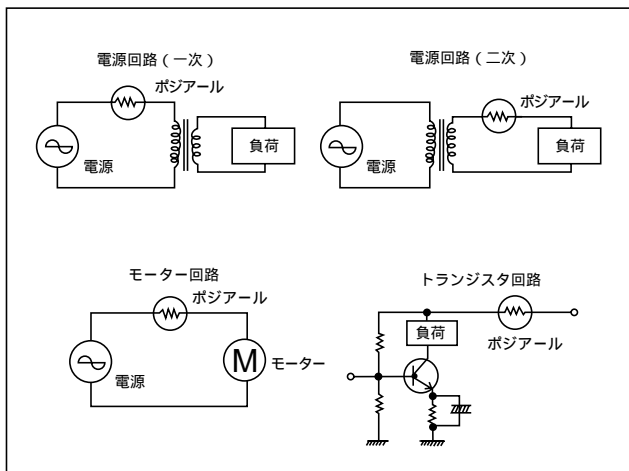 電源回路（一次）
ポジアール
電源
負荷
電源回路（二次）
ポジアール
電源
負荷
モーター回路
ポジアール
電源
M
モーター
トランジスタ回路
負荷
ポジアール